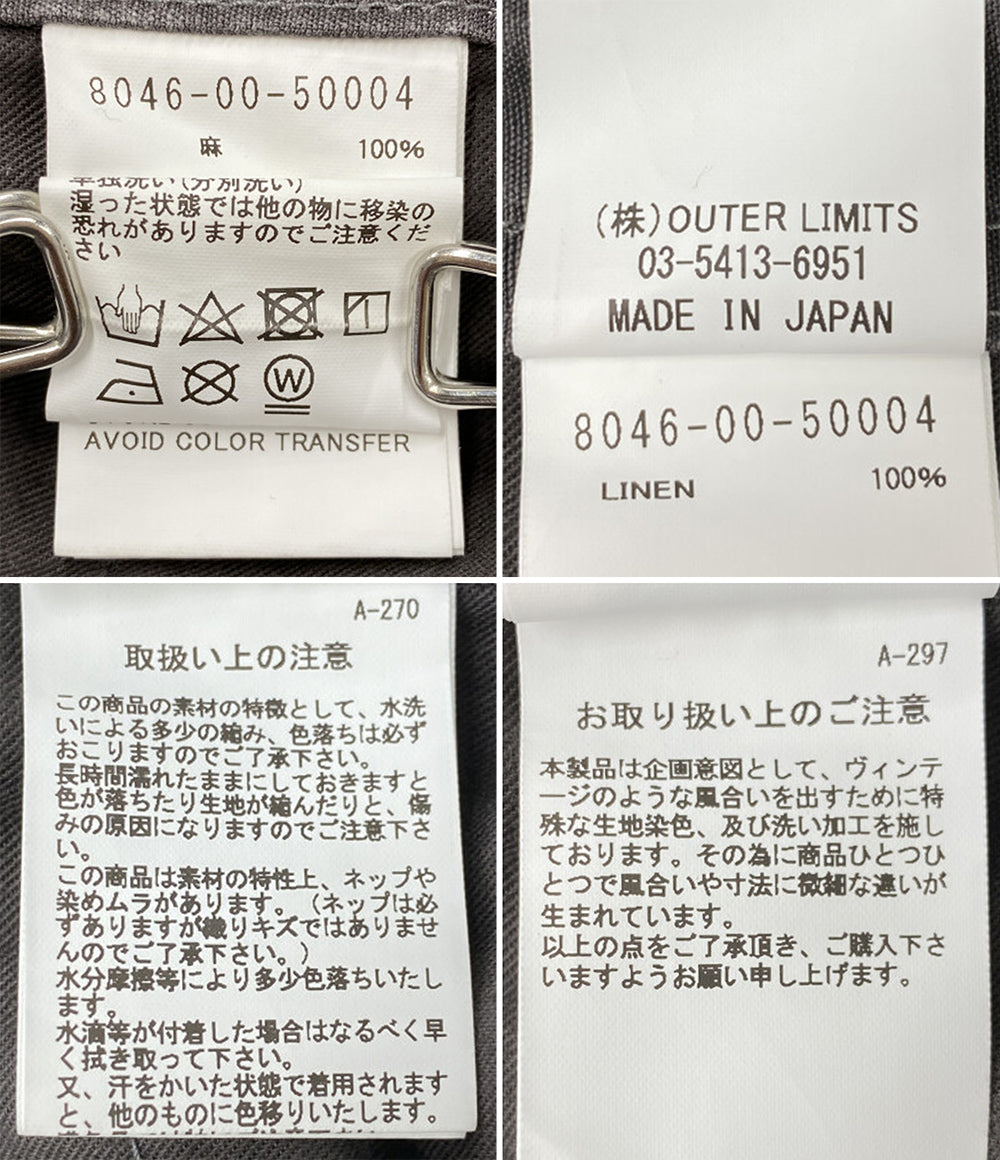 8046-00-50004
麻 100%
単独洗い(分別洗い)
湿った状態では他の物に移染の
恐れがありますのでご注意くだ
さい
W
AVOID COLOR TRANSFER
(株)OUTER LIMITS
03-5413-6951
MADE IN JAPAN
8046-00-50004
LINEN 100%
A-270
取扱い上の注意
この商品の素材の特徴として、水洗
いによる多少の縮み、色落ちは必ず
おこりますのでご了承下さい。
長時間濡れたままにしておきますと
色が落ちたり生地が縮んだりと、傷
みの原因になりますのでご注意下さ
い。
この商品は素材の特性上、ネップや
染めムラがあります。(ネップは必
ずありますが織りキズではありませ
んのでご了承下さい。)
水分摩擦等により多少色落ちいたし
ます。
水滴等が付着した場合はなるべく早
く拭き取って下さい。
又、汗をかいた状態で着用されます
と、他のものに色移りいたします。
A-297
お取り扱い上のご注意
本製品は企画意図として、ヴィンテ
ージのような風合いを出すために特
殊な生地染色、及び洗い加工を施し
ております。その為に商品ひとつひ
とつで風合いや寸法に微細な違いが
生まれています。
以上の点をご了承頂き、ご購入下さ
いますようお願い申し上げます。